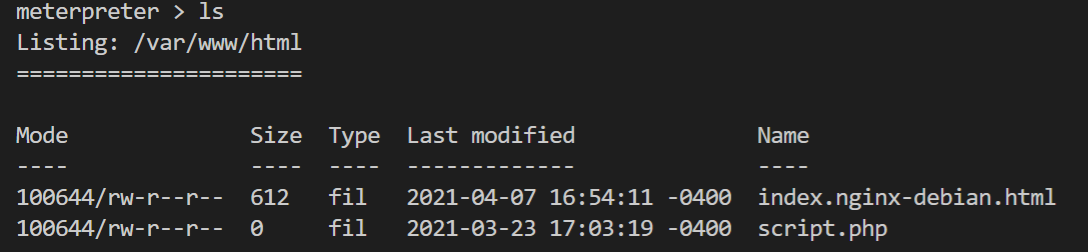 meterpreter > ls
Listing: /var/www/html
======================
Mode Size Type Last modified Name
---- ---- ---- ------------- ----
100644/rw-r--r-- 612 fil 2021-04-07 16:54:11 -0400 index.nginx-debian.html
100644/rw-r--r-- 0 fil 2021-03-23 17:03:19 -0400 script.php